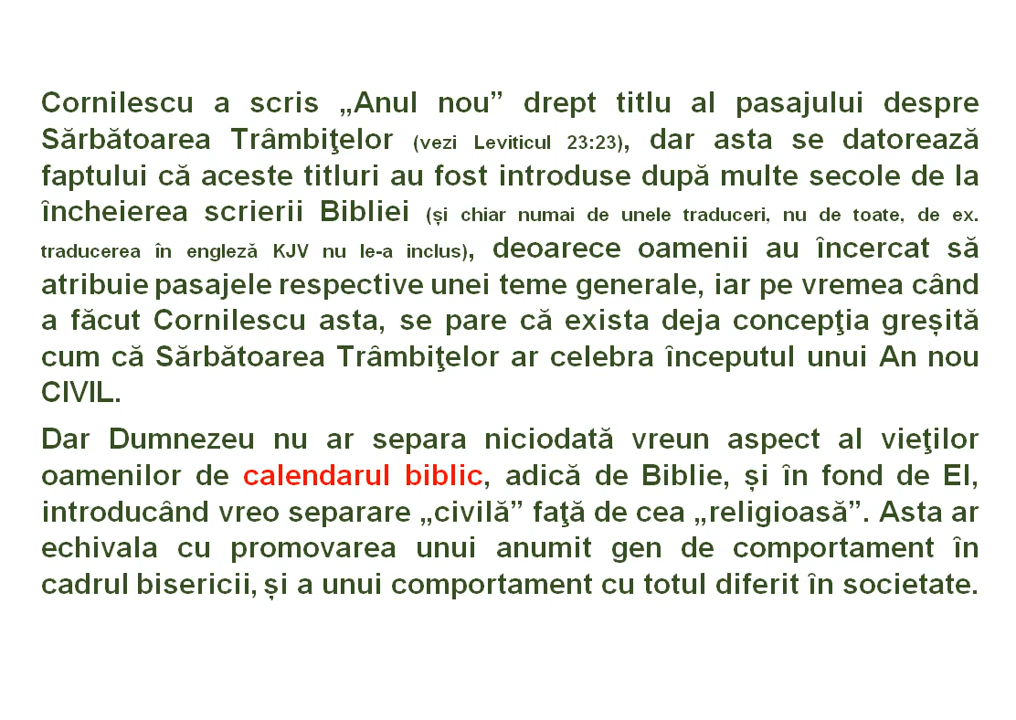 Cornilescu a scris „Anul nou” drept titlu al pasajului despre
Sărbătoarea Trâmbiţelor (vezi Leviticul 23:23), dar asta se datorează
faptului că aceste titluri au fost introduse după multe secole de la
încheierea scrierii Bibliei (și chiar numai de unele traduceri, nu de toate, de ex.
traducerea în engleză KJV nu le-a inclus), deoarece oamenii au încercat să
atribuie pasajele respective unei teme generale, iar pe vremea când
a făcut Cornilescu asta, se pare că exista deja concepţia greșită
cum că Sărbătoarea Trâmbiţelor ar celebra începutul unui An nou
CIVIL.
Dar Dumnezeu nu ar separa niciodată vreun aspect al vieţilor
oamenilor de calendarul biblic, adică de Biblie, și în fond de El,
introducând vreo separare „civilă” faţă de cea „religioasă”. Asta ar
echivala cu promovarea unui anumit gen de comportament în
cadrul bisericii, și a unui comportament cu totul diferit în societate.